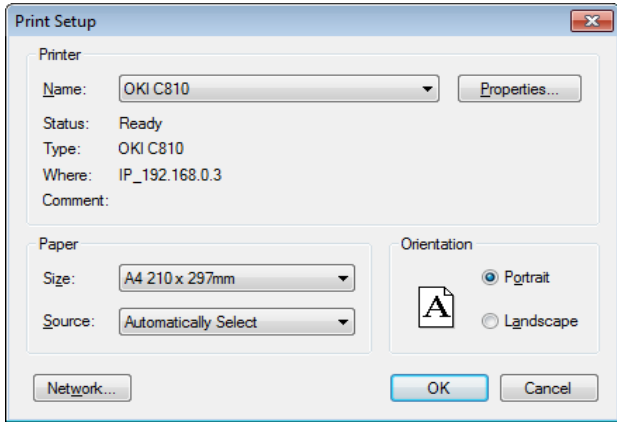 Print Setup
Printer
Name: OKI C810 Properties...
Status: Ready
Type: OKI C810
Where: IP_192.168.0.3
Comment:
Paper
Size: A4 210 x 297mm
Source: Automatically Select
Orientation
A
Portrait
Landscape
Network... OK Cancel